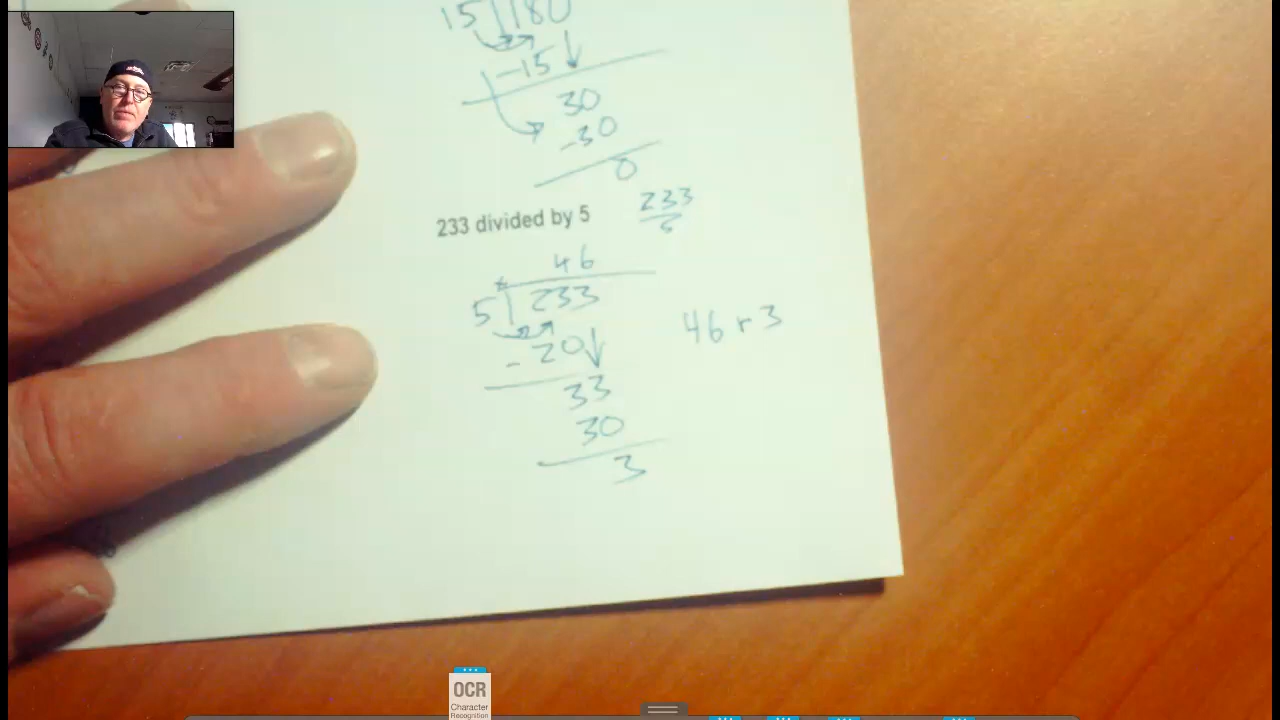 15 180
-15
30
-30
0
233 divided by 5
233
5
46
5 233
-20
33
46 r 3
30
3
OCR
Character
Recognition